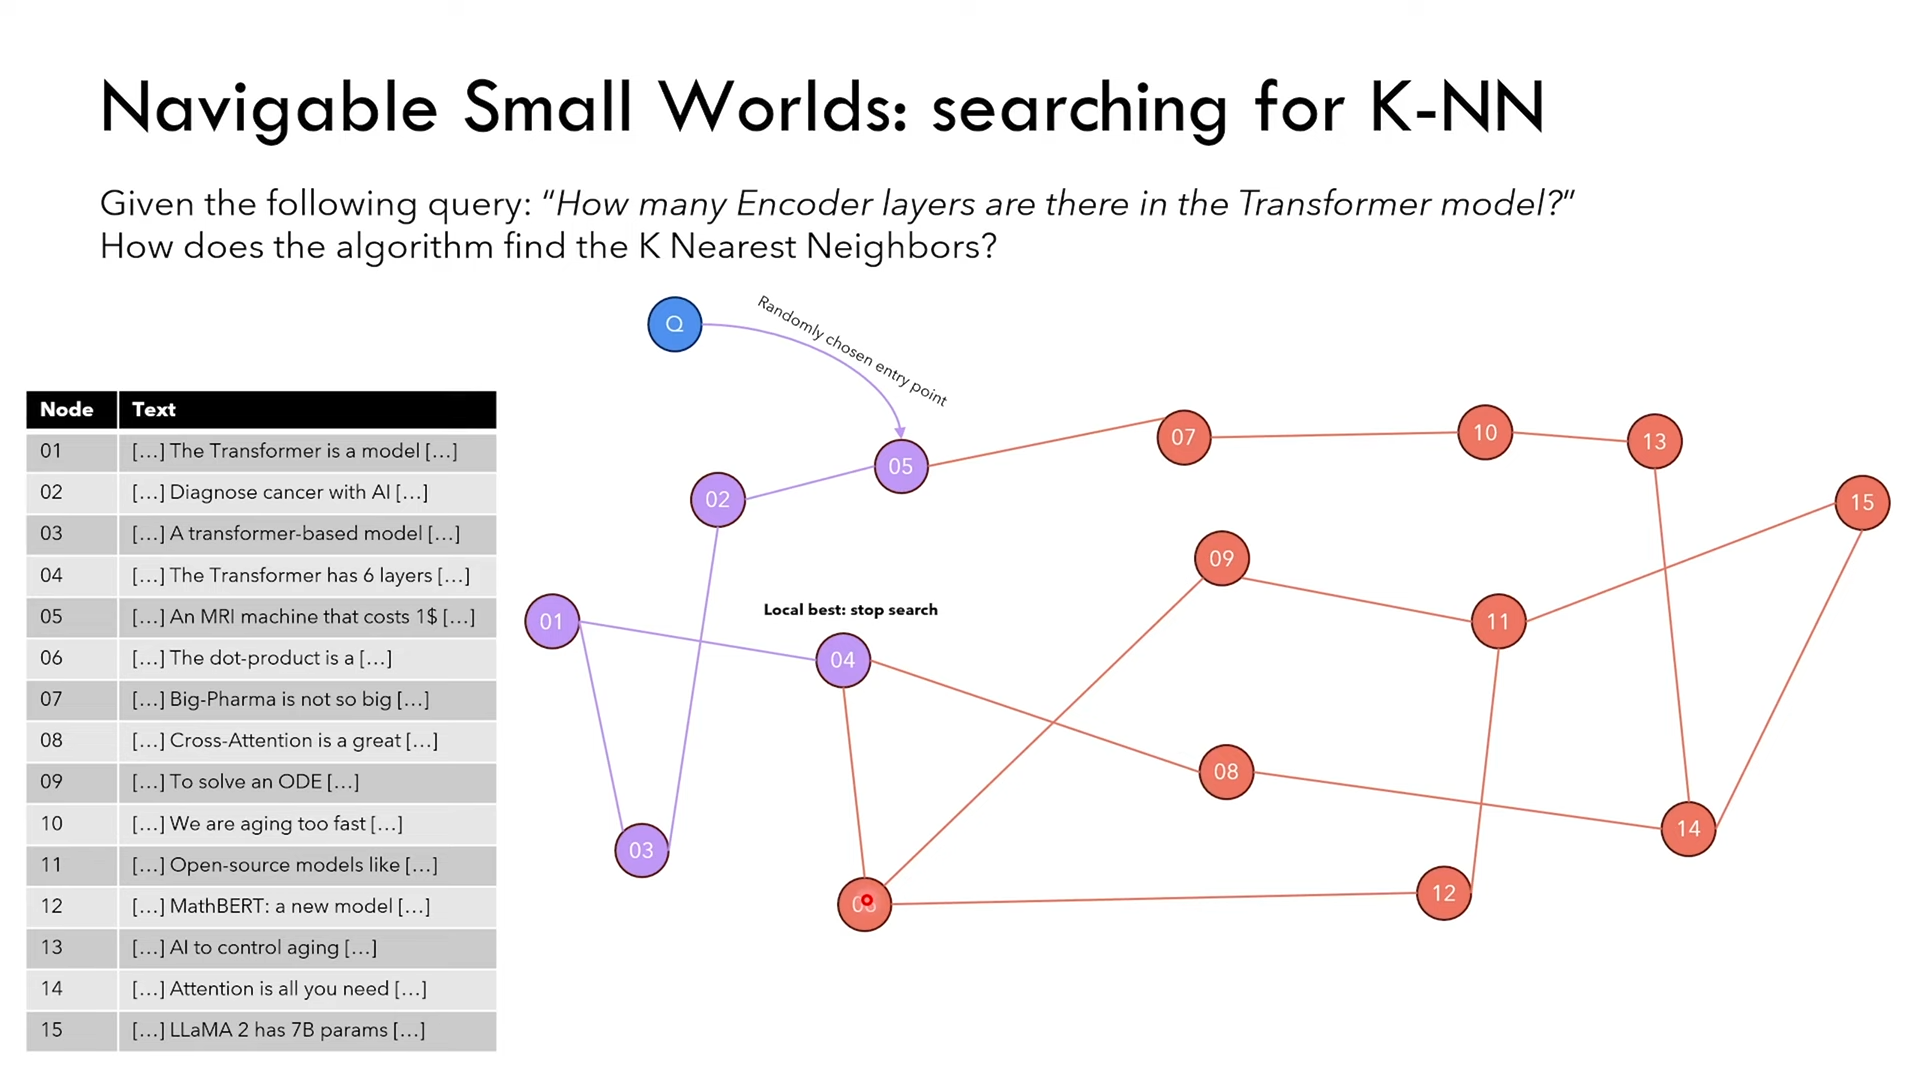 Navigable Small Worlds: searching for K-NN
Given the following query: “How many Encoder layers are there in the Transformer model?”
How does the algorithm find the K Nearest Neighbors?
Q
Randomly chosen entry point
Node Text
01 […] The Transformer is a model […]
02 […] Diagnose cancer with AI […]
03 […] A transformer-based model […]
04 […] The Transformer has 6 layers […]
05 […] An MRI machine that costs 1$ […]
06 […] The dot-product is a […]
07 […] Big-Pharma is not so big […]
08 […] Cross-Attention is a great […]
09 […] To solve an ODE […]
10 […] We are aging too fast […]
11 […] Open-source models like […]
12 […] MathBERT: a new model […]
13 […] AI to control aging […]
14 […] Attention is all you need […]
15 […] LLaMA 2 has 7B params […]
05
07
10
13
02
15
09
Local best: stop search
01
11
04
08
14
03
12